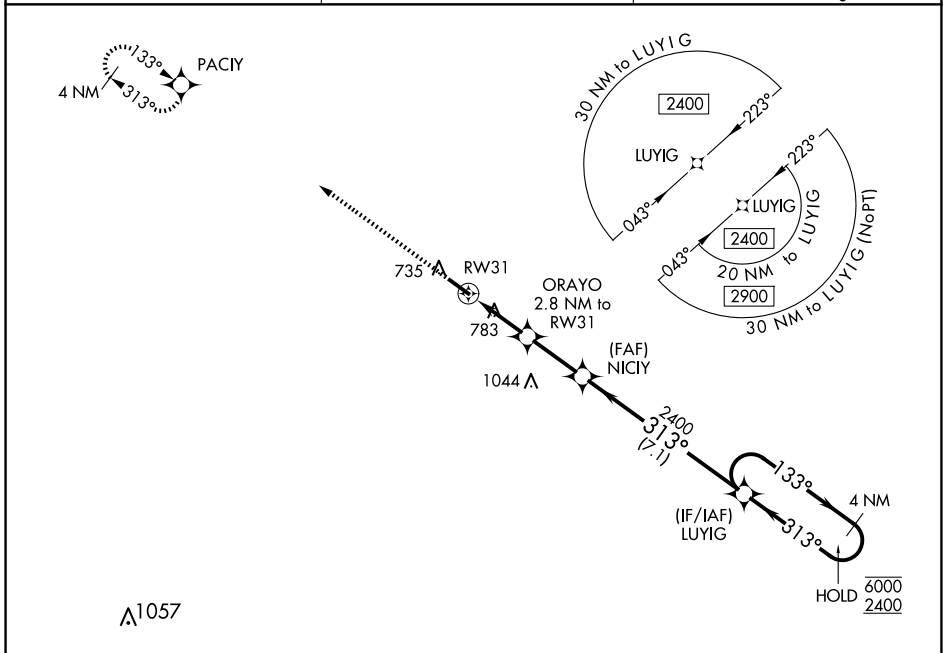 133°
PACIY
4 NM
313°
30 NM to LUYIG
2400
223°
LUYIG
043°
223°
LUYIG
2400
043°
20 NM to LUYIG
2900
30 NM to LUYIG (NoPT)
735
RW31
ORAYO
2.8 NM to
RW31
783
(FAF)
NICIY
1044
2400
313°
(7.1)
133°
4 NM
(IF/IAF)
LUYIG
313°
HOLD
6000
2400
1057